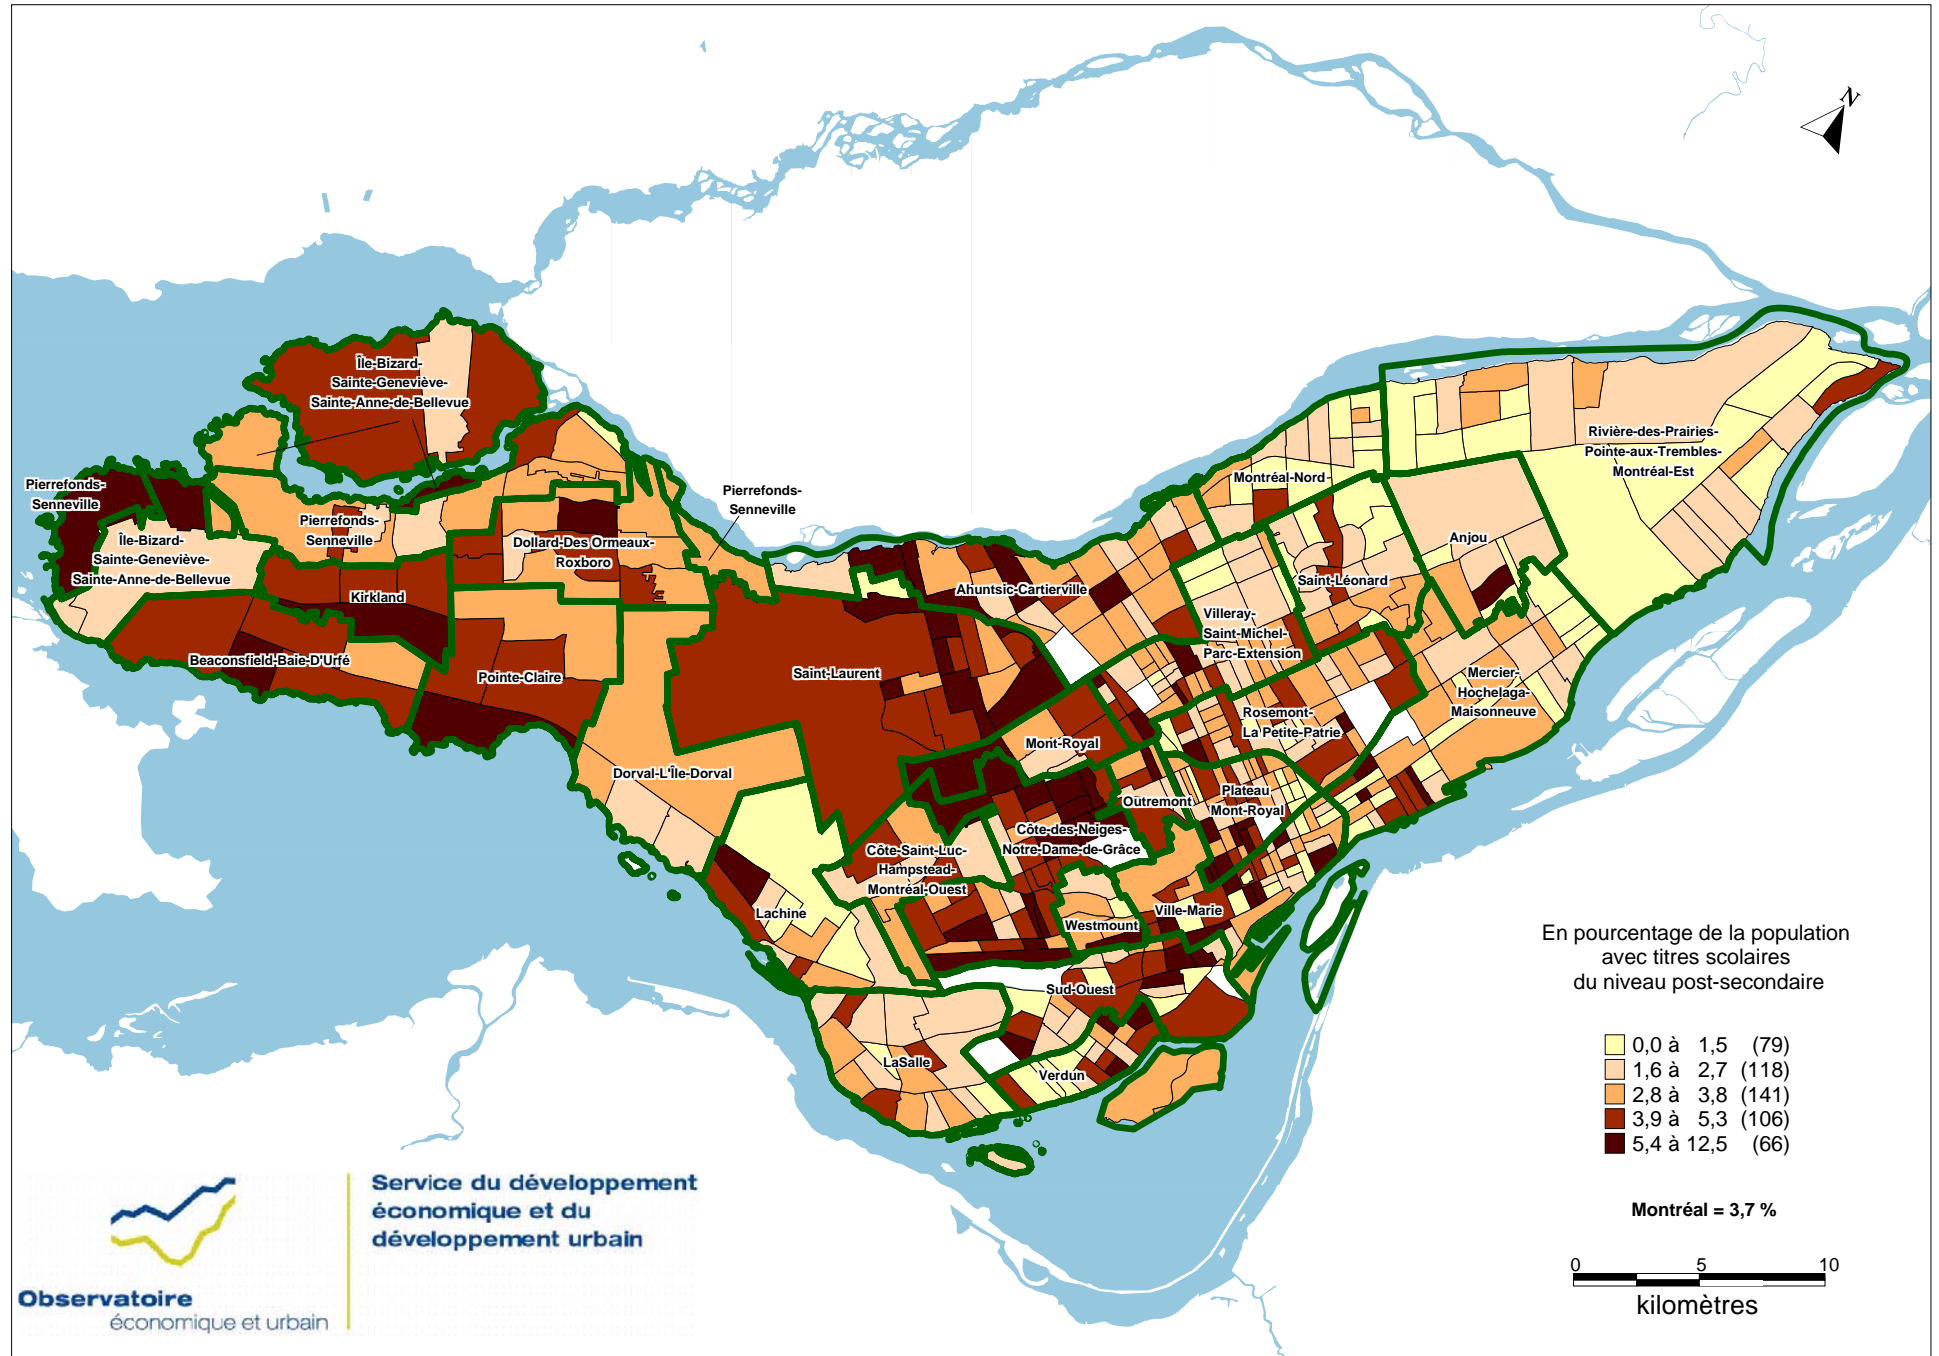 N
Île-Bizard-
Sainte-Geneviève-
Sainte-Anne-de-Bellevue
Pierrefonds-
Senneville
Île-Bizard-
Sainte-Geneviève-
Sainte-Anne-de-Bellevue
Pierrefonds-
Senneville
Pierrefonds-
Senneville
Dollard-Des Ormeaux-
Roxboro
Kirkland
Beaconsfield-Baie-D'Urfé
Pointe-Claire
Dorval-L'Île-Dorval
Saint-Laurent
Ahuntsic-Cartierville
Montréal-Nord
Rivière-des-Prairies-
Pointe-aux-Trembles-
Montréal-Est
Anjou
Saint-Léonard
Villeray-
Saint-Michel-
Parc-Extension
Mercier-
Hochelaga-
Maisonneuve
Rosemont-
La Petite-Patrie
Mont-Royal
Outremont
Plateau
Mont-Royal
Côte-des-Neiges-
Notre-Dame-de-Grâce
Côte-Saint-Luc-
Hampstead-
Montréal-Ouest
Lachine
Westmount
Ville-Marie
Sud-Ouest
LaSalle
Verdun
En pourcentage de la population
avec titres scolaires
du niveau post-secondaire
0,0 à 1,5 (79)
1,6 à 2,7 (118)
2,8 à 3,8 (141)
3,9 à 5,3 (106)
5,4 à 12,5 (66)
Montréal = 3,7 %
0 5 10
kilomètres
Service du développement
économique et du
développement urbain
Observatoire
économique et urbain